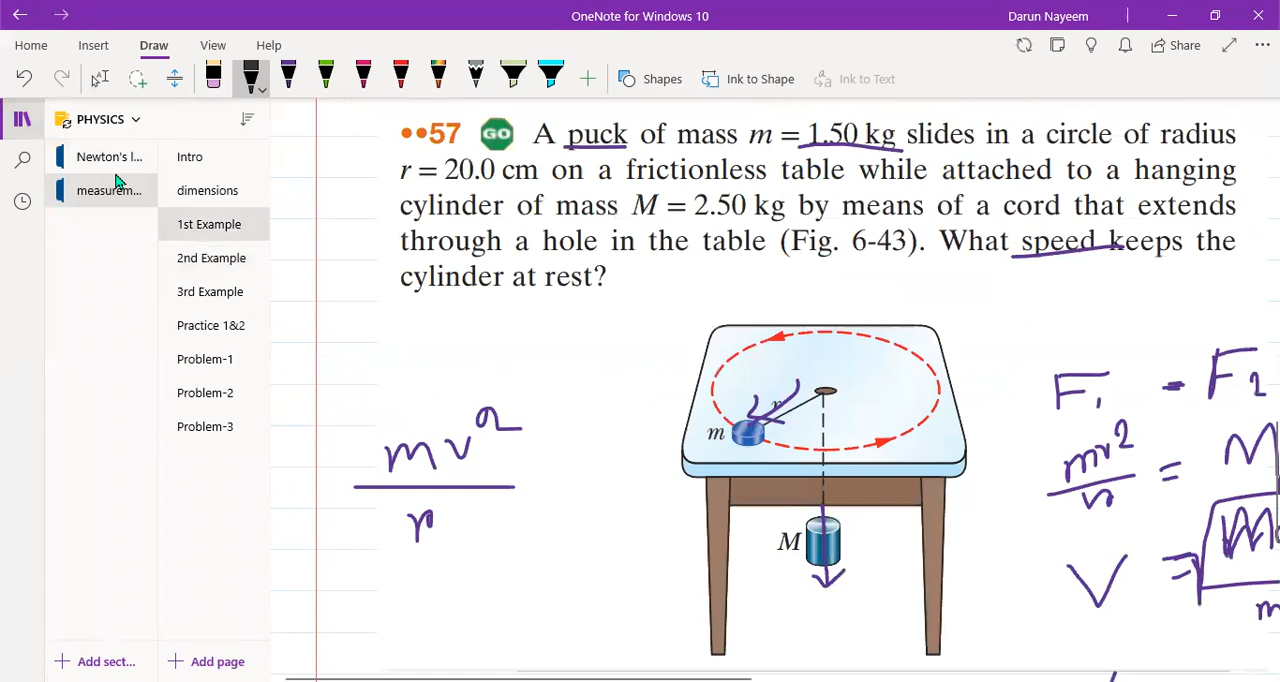 OneNote for Windows 10
Darun Nayeem
Home Insert Draw View Help
Share
Shapes Ink to Shape Ink to Text
PHYSICS
Newton's l...
measurem...
Intro
dimensions
1st Example
2nd Example
3rd Example
Practice 1&2
Problem-1
Problem-2
Problem-3
Add sect...
Add page
••57 GO A puck of mass m = 1.50 kg slides in a circle of radius
r = 20.0 cm on a frictionless table while attached to a hanging
cylinder of mass M = 2.50 kg by means of a cord that extends
through a hole in the table (Fig. 6-43). What speed keeps the
cylinder at rest?
r
m
M
mv²
r
F₁ = F₂
mv²/r = M
V = √M
m